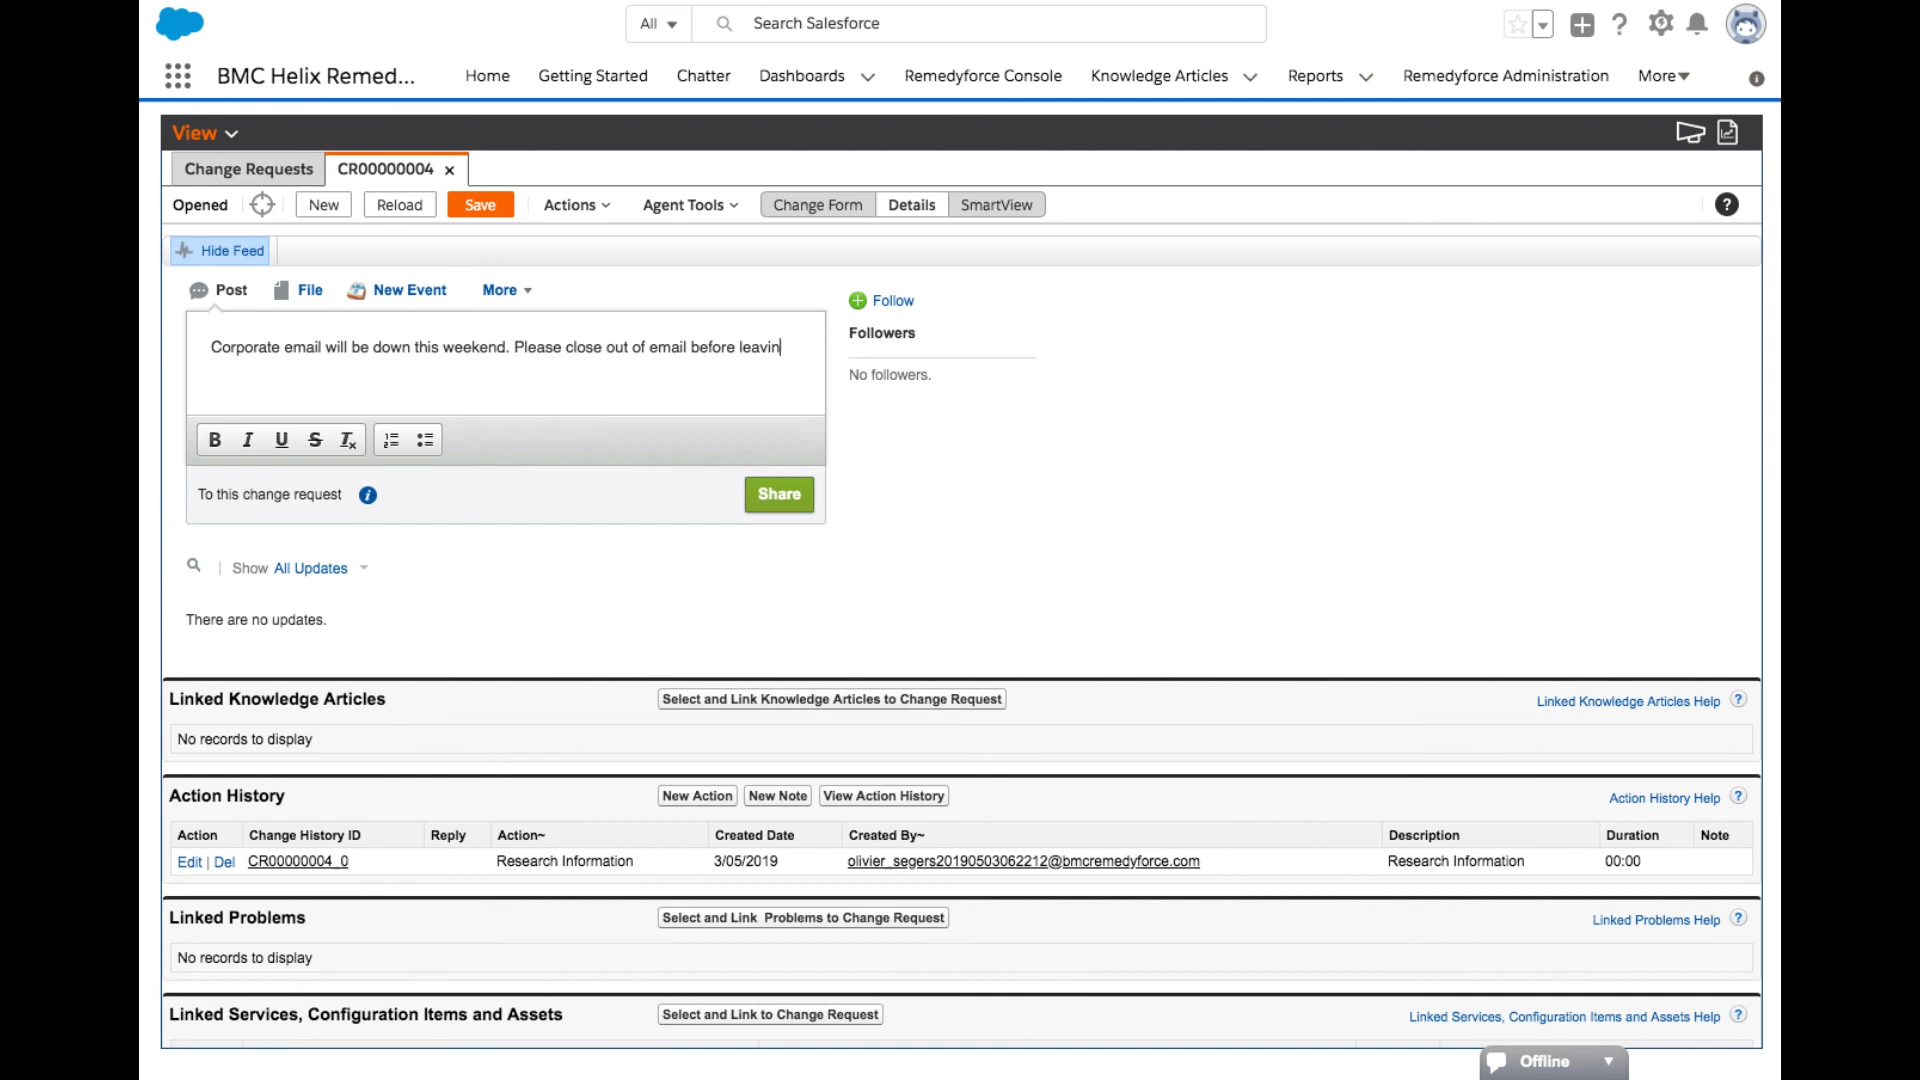 All
Search Salesforce
BMC Helix Remed...
Home
Getting Started
Chatter
Dashboards
Remedyforce Console
Knowledge Articles
Reports
Remedyforce Administration
More
View
Change Requests
CR00000004
Opened
New
Reload
Save
Actions
Agent Tools
Change Form
Details
SmartView
Hide Feed
Post
File
New Event
More
Follow
Followers
No followers.
Corporate email will be down this weekend. Please close out of email before leavin
B I U S Tx
To this change request
Share
Show All Updates
There are no updates.
Linked Knowledge Articles
Select and Link Knowledge Articles to Change Request
Linked Knowledge Articles Help
No records to display
Action History
New Action
New Note
View Action History
Action History Help
Action Change History ID Reply Action~ Created Date Created By~ Description Duration Note
Edit | Del CR00000004_0 Research Information 3/05/2019 olivier_segers20190503062212@bmcremedyforce.com Research Information 00:00
Linked Problems
Select and Link Problems to Change Request
Linked Problems Help
No records to display
Linked Services, Configuration Items and Assets
Select and Link to Change Request
Linked Services, Configuration Items and Assets Help
Offline